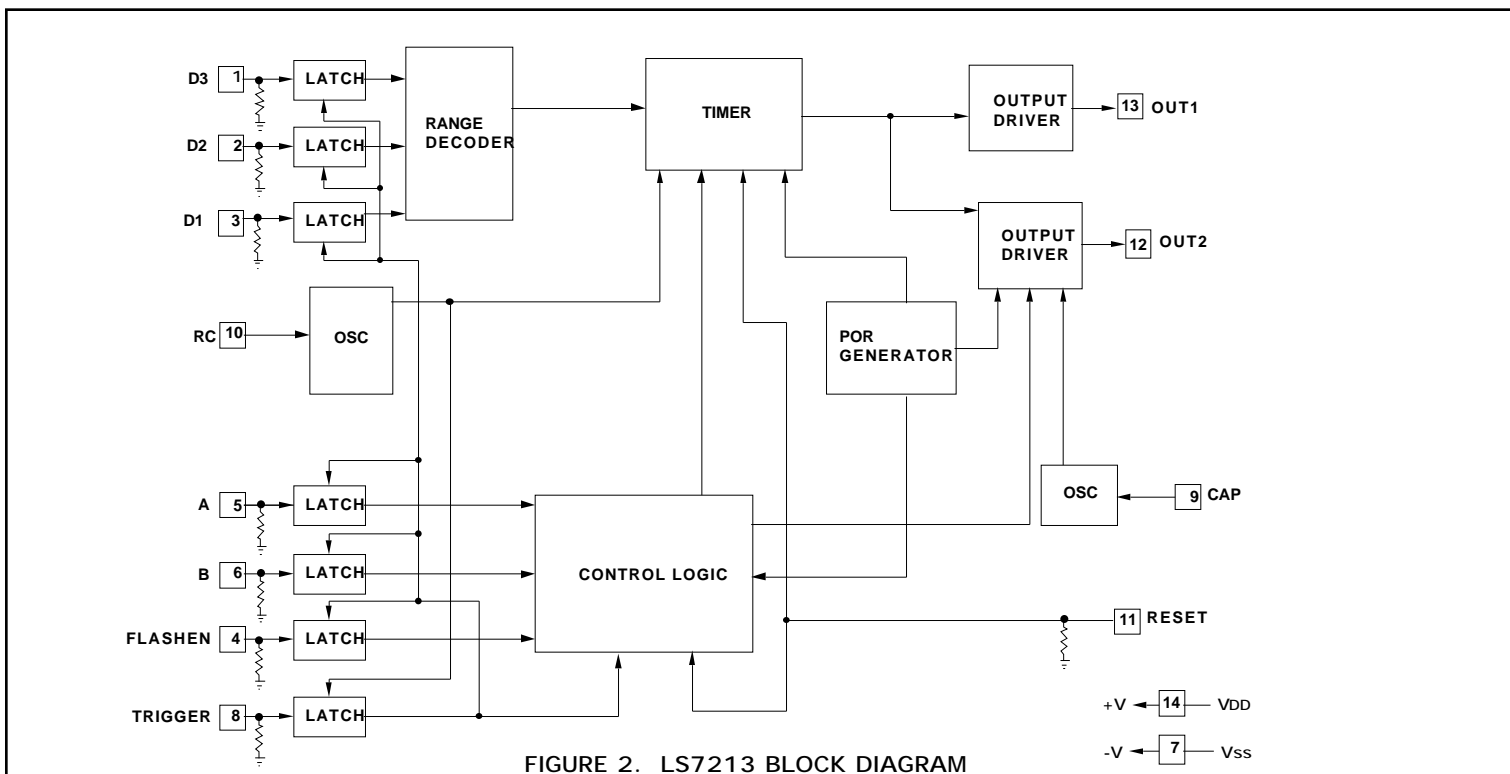 D3 1 LATCH
RANGE
DECODER
TIMER
OUTPUT
DRIVER
13 OUT1
D2 2 LATCH
D1 3 LATCH
OUTPUT
DRIVER
12 OUT2
RC 10
OSC
POR
GENERATOR
A 5 LATCH
OSC
9 CAP
B 6 LATCH
CONTROL LOGIC
FLASHEN 4 LATCH
11 RESET
TRIGGER 8 LATCH
+V 14 VDD
-V 7 Vss
FIGURE 2. LS7213 BLOCK DIAGRAM